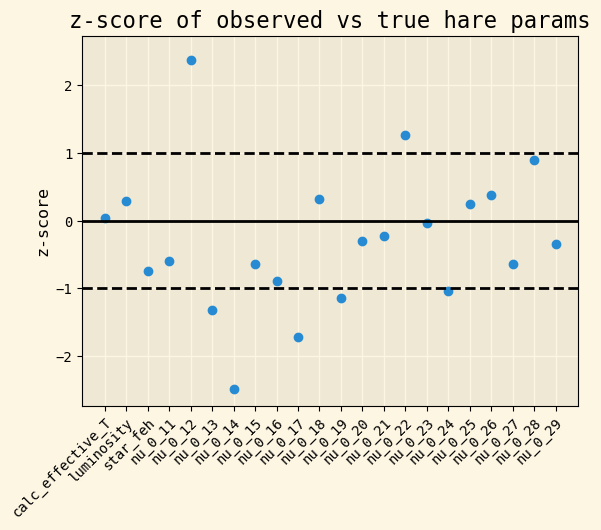 z-score of observed vs true hare params
z-score
2
1
0
−1
−2
calc_effective_T
luminosity
star_feh
nu_0_11
nu_0_12
nu_0_13
nu_0_14
nu_0_15
nu_0_16
nu_0_17
nu_0_18
nu_0_19
nu_0_20
nu_0_21
nu_0_22
nu_0_23
nu_0_24
nu_0_25
nu_0_26
nu_0_27
nu_0_28
nu_0_29